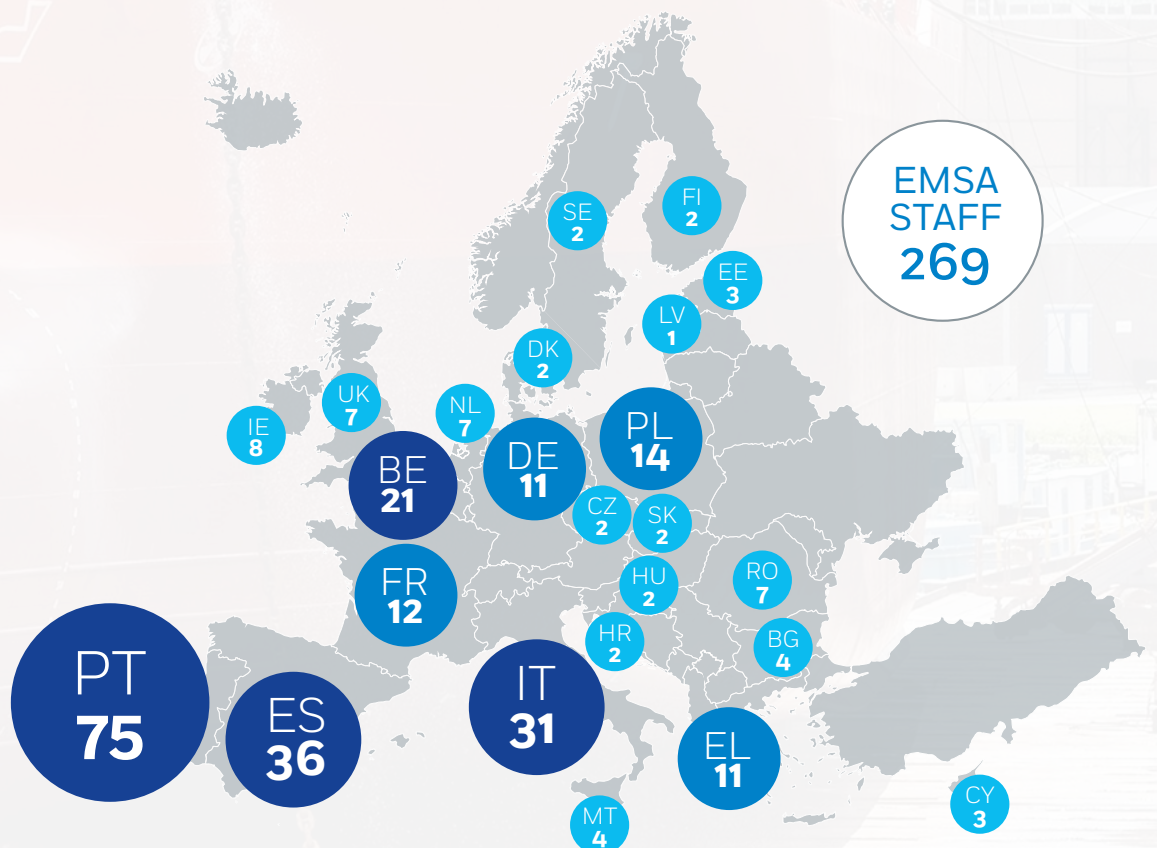 EMSA
STAFF
269
SE
2
FI
2
EE
3
LV
1
DK
2
UK
7
NL
7
IE
8
BE
21
DE
11
PL
14
CZ
2
SK
2
FR
12
HU
2
RO
7
HR
2
BG
4
PT
75
ES
36
IT
31
EL
11
CY
3
MT
4